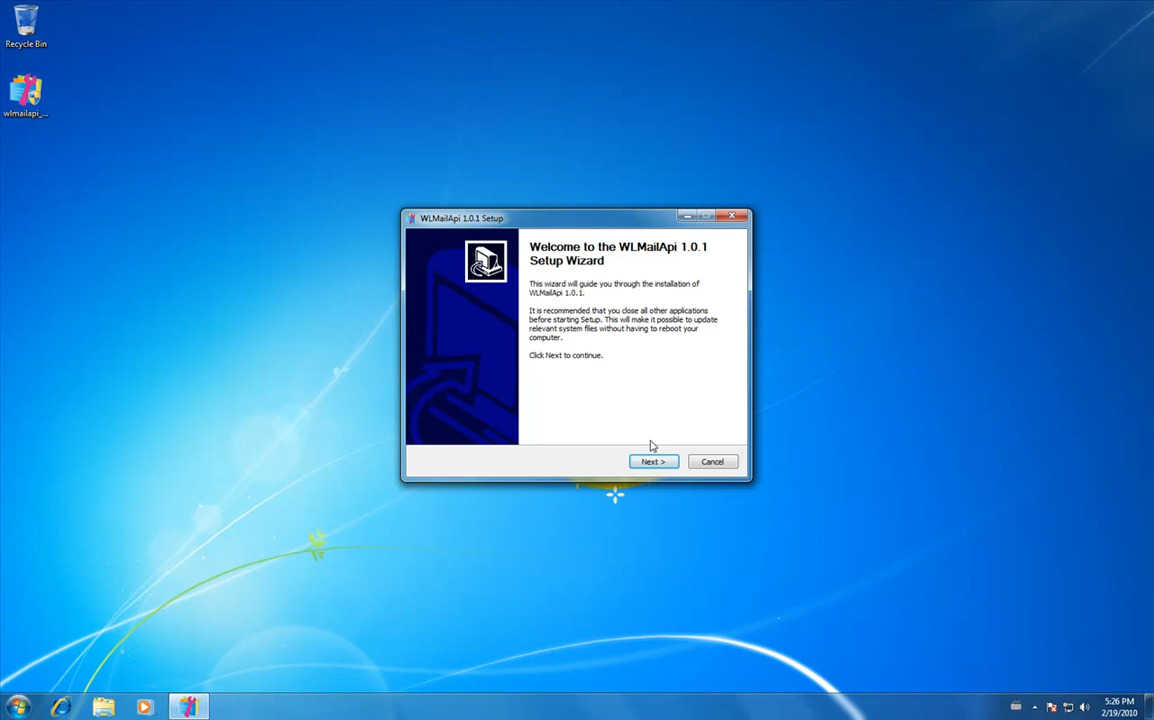 Recycle Bin
wlmailapi_...
WLMailApi 1.0.1 Setup
Welcome to the WLMailApi 1.0.1
Setup Wizard
This wizard will guide you through the installation of
WLMailApi 1.0.1.
It is recommended that you close all other applications
before starting Setup. This will make it possible to update
relevant system files without having to reboot your
computer.
Click Next to continue.
Next >
Cancel
5:26 PM
2/19/2010